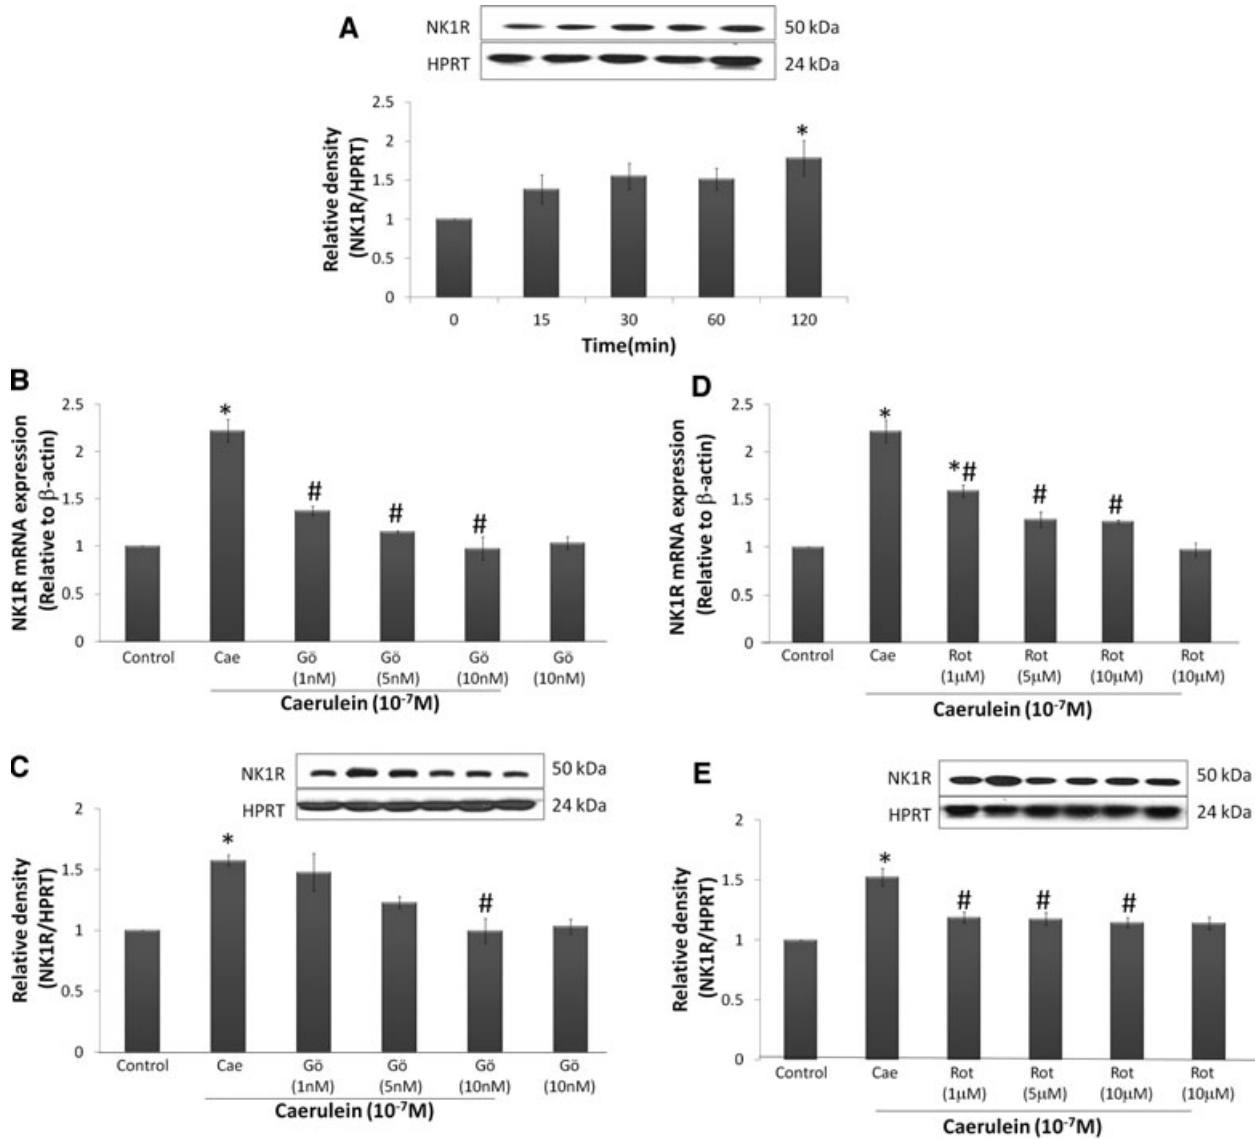 A
NK1R 50 kDa
HPRT 24 kDa
Relative density
(NK1R/HPRT)
2.5
2
1.5
1
0.5
0
*
0 15 30 60 120
Time(min)
B
NK1R mRNA expression
(Relative to β-actin)
2.5
2
1.5
1
0.5
0
* # # #
Control Cae Gö Gö Gö Gö
(1nM) (5nM) (10nM) (10nM)
Caerulein (10⁻⁷M)
D
NK1R mRNA expression
(Relative to β-actin)
2.5
2
1.5
1
0.5
0
* *# # #
Control Cae Rot Rot Rot Rot
(1μM) (5μM) (10μM) (10μM)
Caerulein (10⁻⁷M)
C
NK1R 50 kDa
HPRT 24 kDa
Relative density
(NK1R/HPRT)
2
1.5
1
0.5
0
* #
Control Cae Gö Gö Gö Gö
(1nM) (5nM) (10nM) (10nM)
Caerulein (10⁻⁷M)
E
NK1R 50 kDa
HPRT 24 kDa
Relative density
(NK1R/HPRT)
2
1.5
1
0.5
0
* # # #
Control Cae Rot Rot Rot Rot
(1μM) (5μM) (10μM) (10μM)
Caerulein (10⁻⁷M)